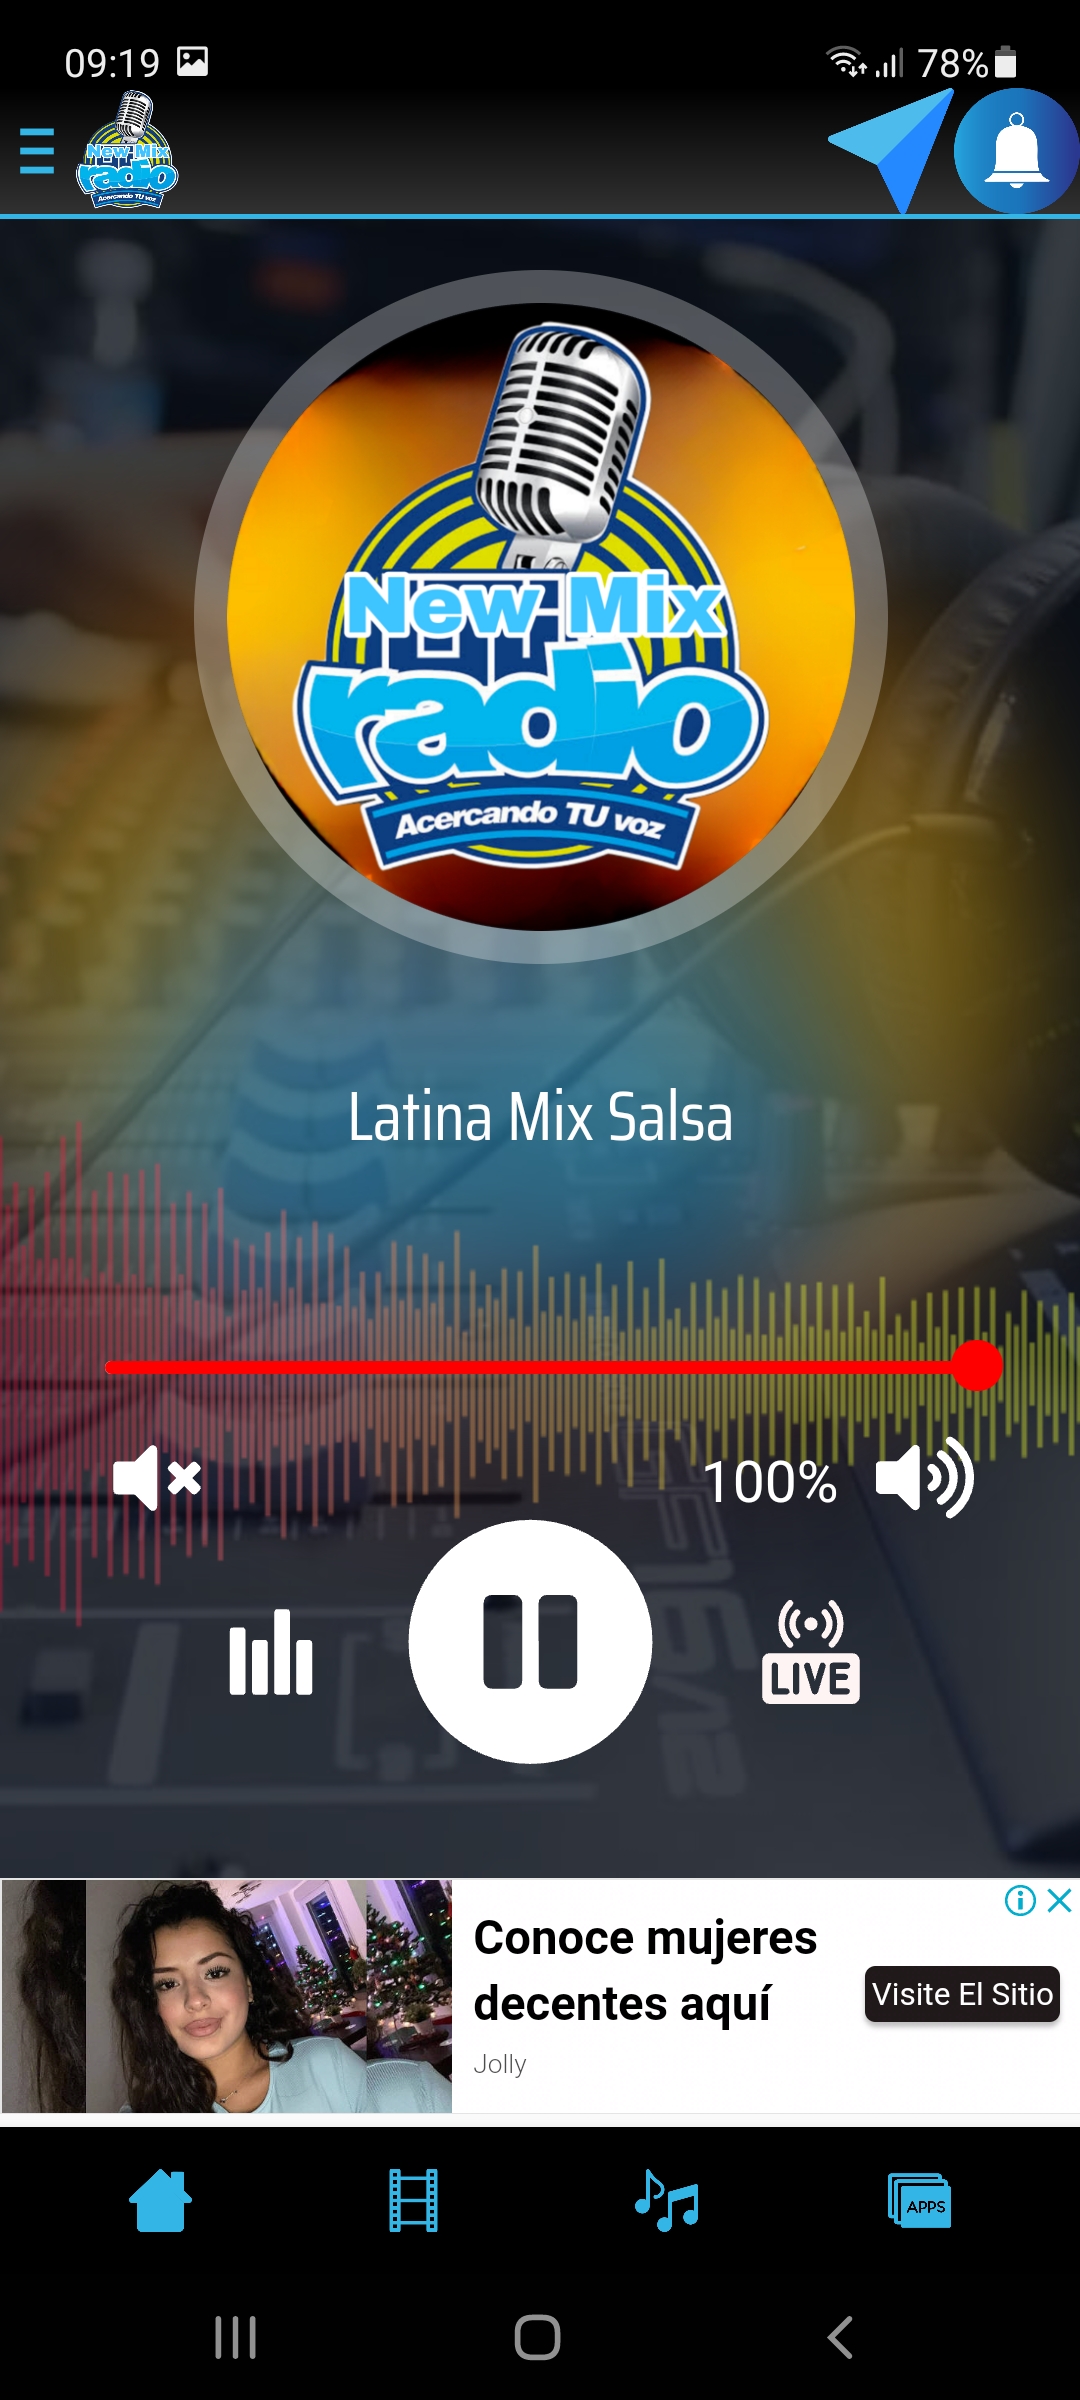 09:19
78%
New Mix
radio
Acercando TU voz
New Mix
radio
Acercando TU voz
Latina Mix Salsa
100%
LIVE
Conoce mujeres
decentes aquí
Visite El Sitio
Jolly
APPS